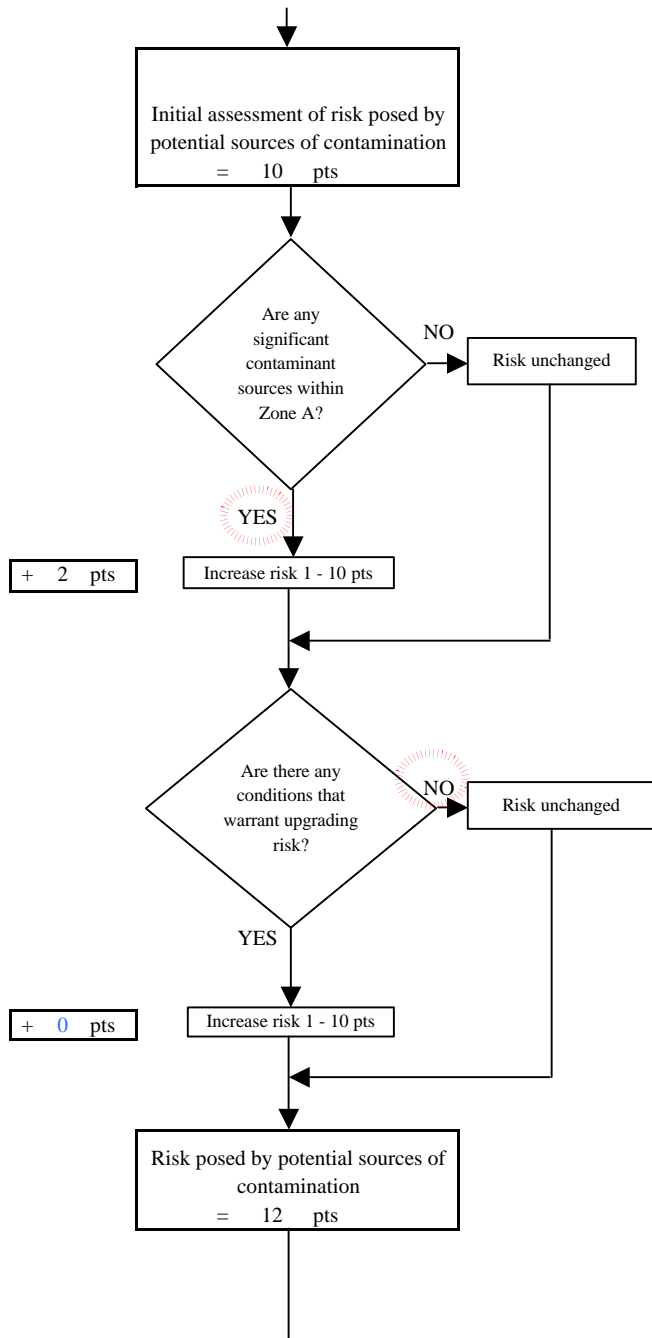 Initial assessment of risk posed by
potential sources of contamination
= 10 pts
Are any
significant
contaminant
sources within
Zone A?
NO
Risk unchanged
YES
+ 2 pts
Increase risk 1 - 10 pts
Are there any
conditions that
warrant upgrading
risk?
NO
Risk unchanged
YES
+ 0 pts
Increase risk 1 - 10 pts
Risk posed by potential sources of
contamination
= 12 pts